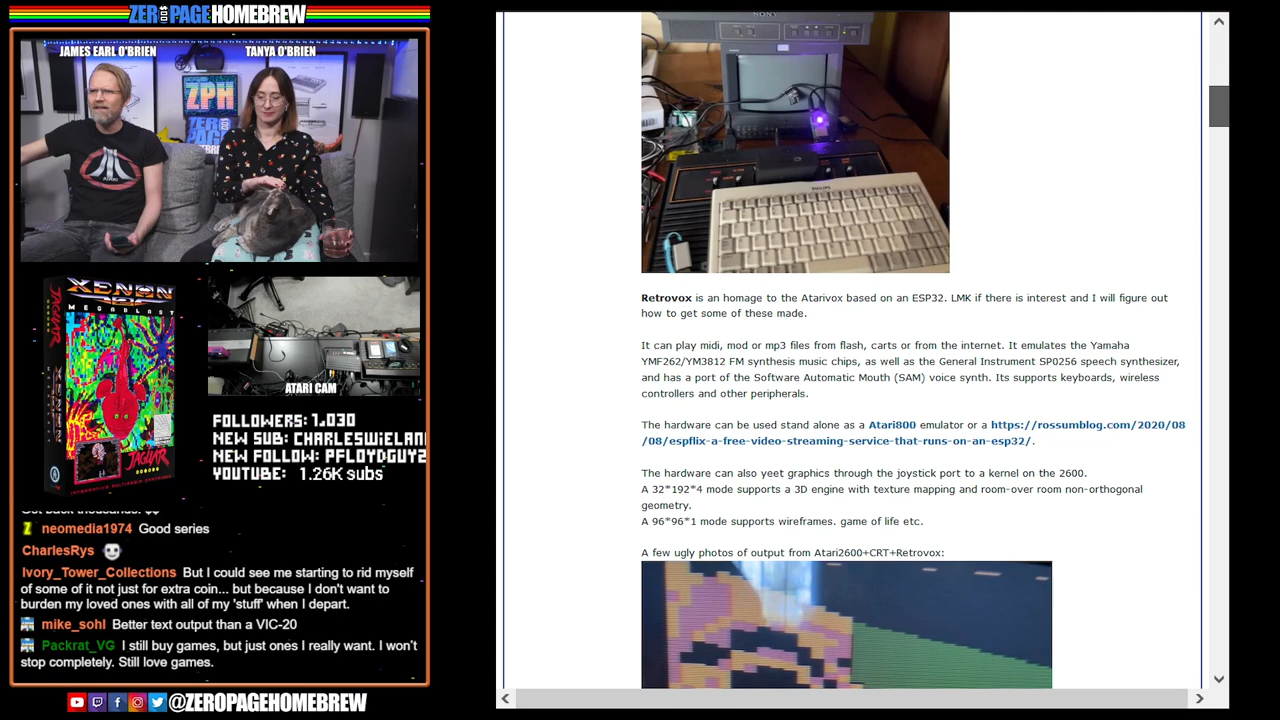 ZERO PAGE HOMEBREW
JAMES EARL O'BRIEN
TANYA O'BRIEN
ATARI
ZPH
XENON
MEGABLAST
JAGUAR
ATARI CAM
FOLLOWERS: 1.030
NEW SUB: CHARLESWIELAN
NEW FOLLOW: PFLOYDGUYZ
YOUTUBE: 1.26K subs
neomedia1974 Good series
CharlesRys
Ivory_Tower_Collections But I could see me starting to rid myself
of some of it not just for extra coin... but because I don't want to
burden my loved ones with all of my 'stuff' when I depart.
mike_sohl Better text output than a VIC-20
Packrat_VG I still buy games, but just ones I really want. I won't
stop completely. Still love games.
@ZEROPAGEHOMEBREW
SONY
PHILIPS
Retrovox is an homage to the Atarivox based on an ESP32. LMK if there is interest and I will figure out
how to get some of these made.
It can play midi, mod or mp3 files from flash, carts or from the internet. It emulates the Yamaha
YMF262/YM3812 FM synthesis music chips, as well as the General Instrument SP0256 speech synthesizer,
and has a port of the Software Automatic Mouth (SAM) voice synth. Its supports keyboards, wireless
controllers and other peripherals.
The hardware can be used stand alone as a Atari800 emulator or a https://rossumblog.com/2020/08
/08/espflix-a-free-video-streaming-service-that-runs-on-an-esp32/.
The hardware can also yeet graphics through the joystick port to a kernel on the 2600.
A 32*192*4 mode supports a 3D engine with texture mapping and room-over room non-orthogonal
geometry.
A 96*96*1 mode supports wireframes. game of life etc.
A few ugly photos of output from Atari2600+CRT+Retrovox: